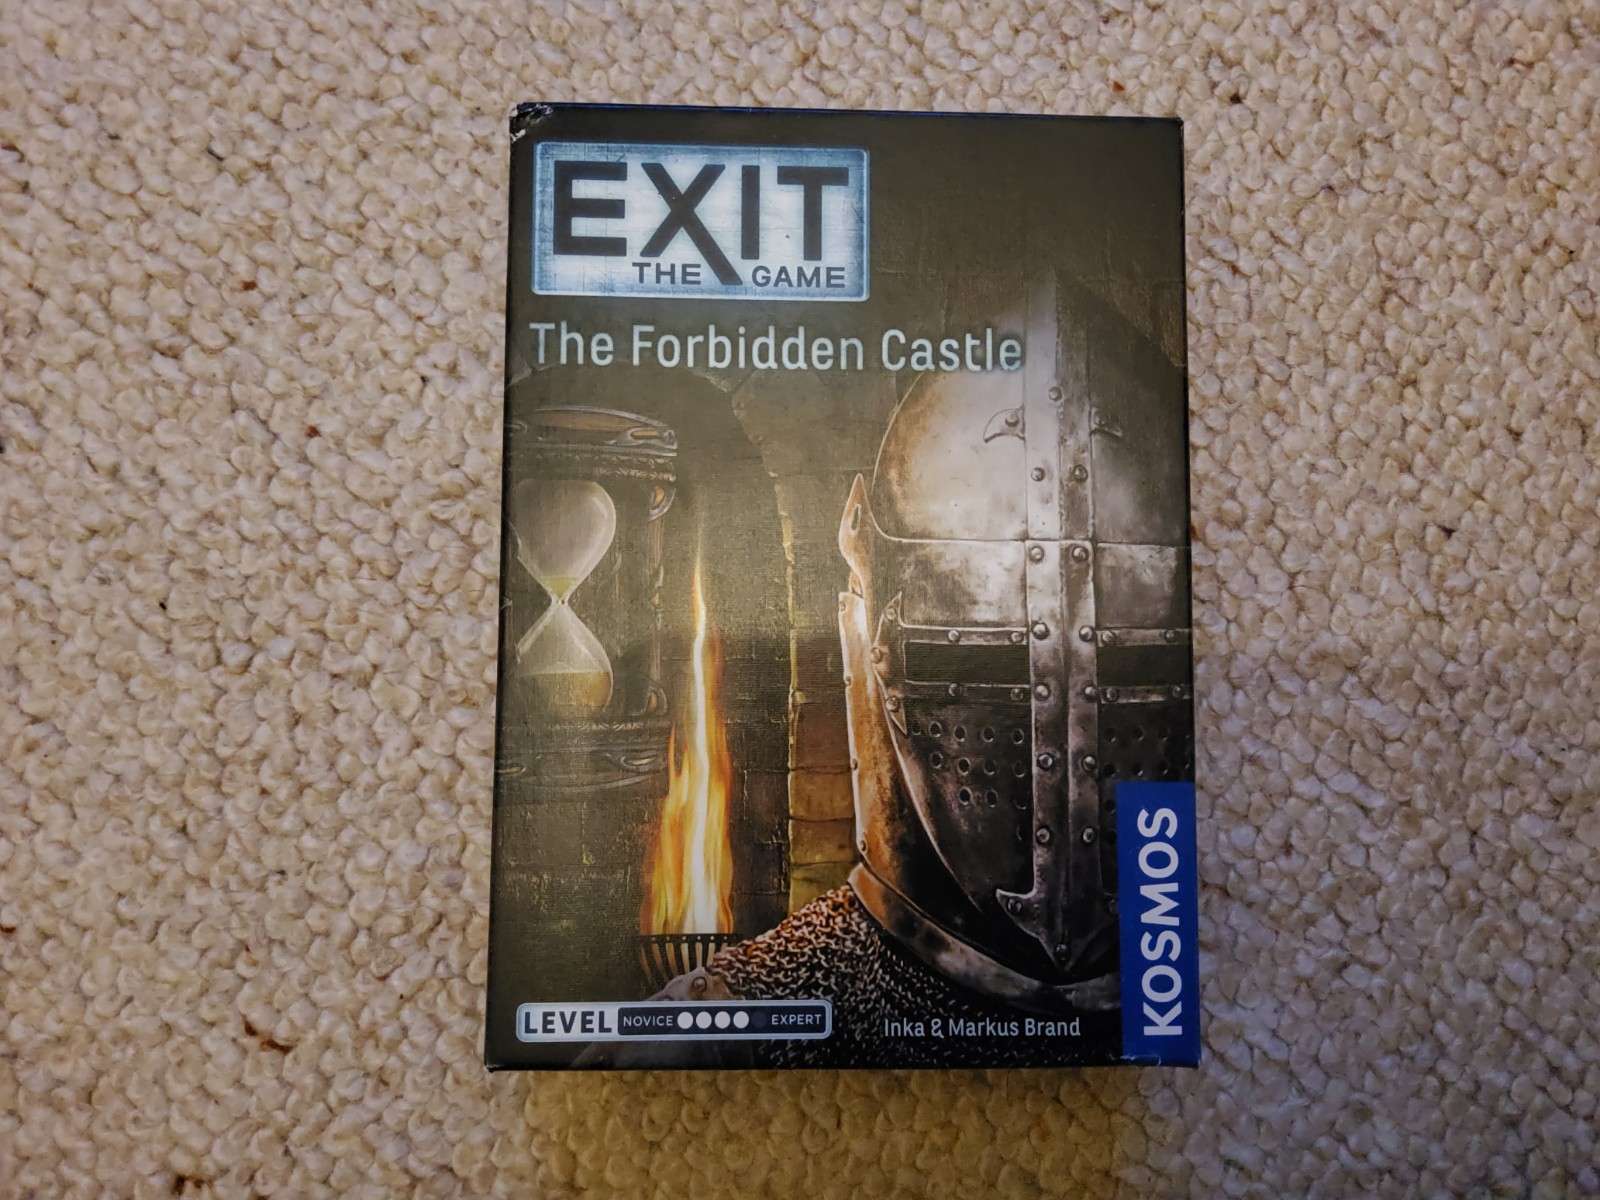 EXIT
THE GAME
The Forbidden Castle
LEVEL NOVICE EXPERT
Inka & Markus Brand
KOSMOS